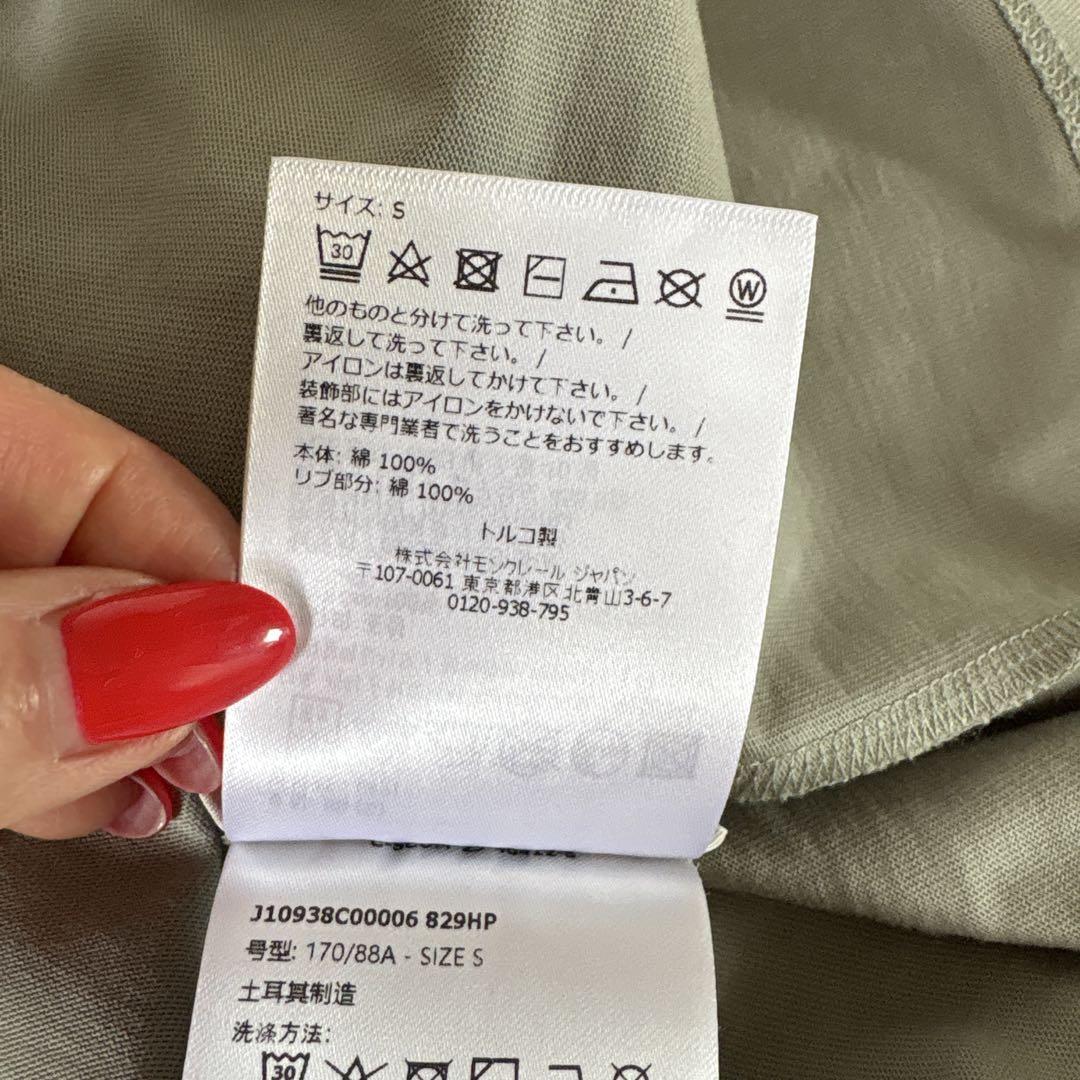 サイズ: S
30
W
他のものと分けて洗って下さい。 /
裏返して洗って下さい。 /
アイロンは裏返してかけて下さい。 /
装飾部にはアイロンをかけないで下さい。 /
著名な専門業者で洗うことをおすすめします。
本体: 綿 100%
リブ部分: 綿 100%
トルコ製
株式会社モンクレール ジャパン
〒107-0061 東京都港区北青山3-6-7
0120-938-795
J10938C00006 829HP
号型: 170/88A - SIZE S
土耳其制造
洗涤方法:
30